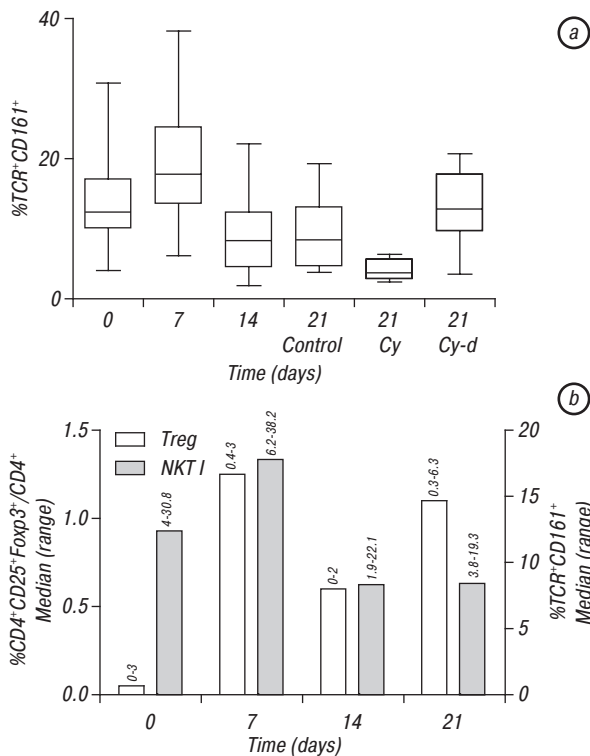 a
%TCR+CD161+
40
20
0
0 7 14 21 21 21
Control Cy Cy-d
Time (days)
b
%CD4+CD25+Foxp3+/CD4+
Median (range)
1.5
1.0
0.5
0.0
Treg
NKT I
0-3
4-30.8
0.4-3
6.2-38.2
0-2
1.9-22.1
0.3-6.3
3.8-19.3
20
15
10
5
0
%TCR+CD161+
Median (range)
0 7 14 21
Time (days)